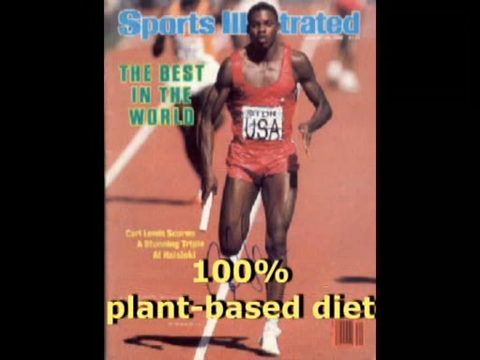 Sports Illustrated
THE BEST
IN THE
WORLD
STDN
USA
Carl Lewis Scores
A Stunning Triple
At Helsinki
100%
plant-based diet